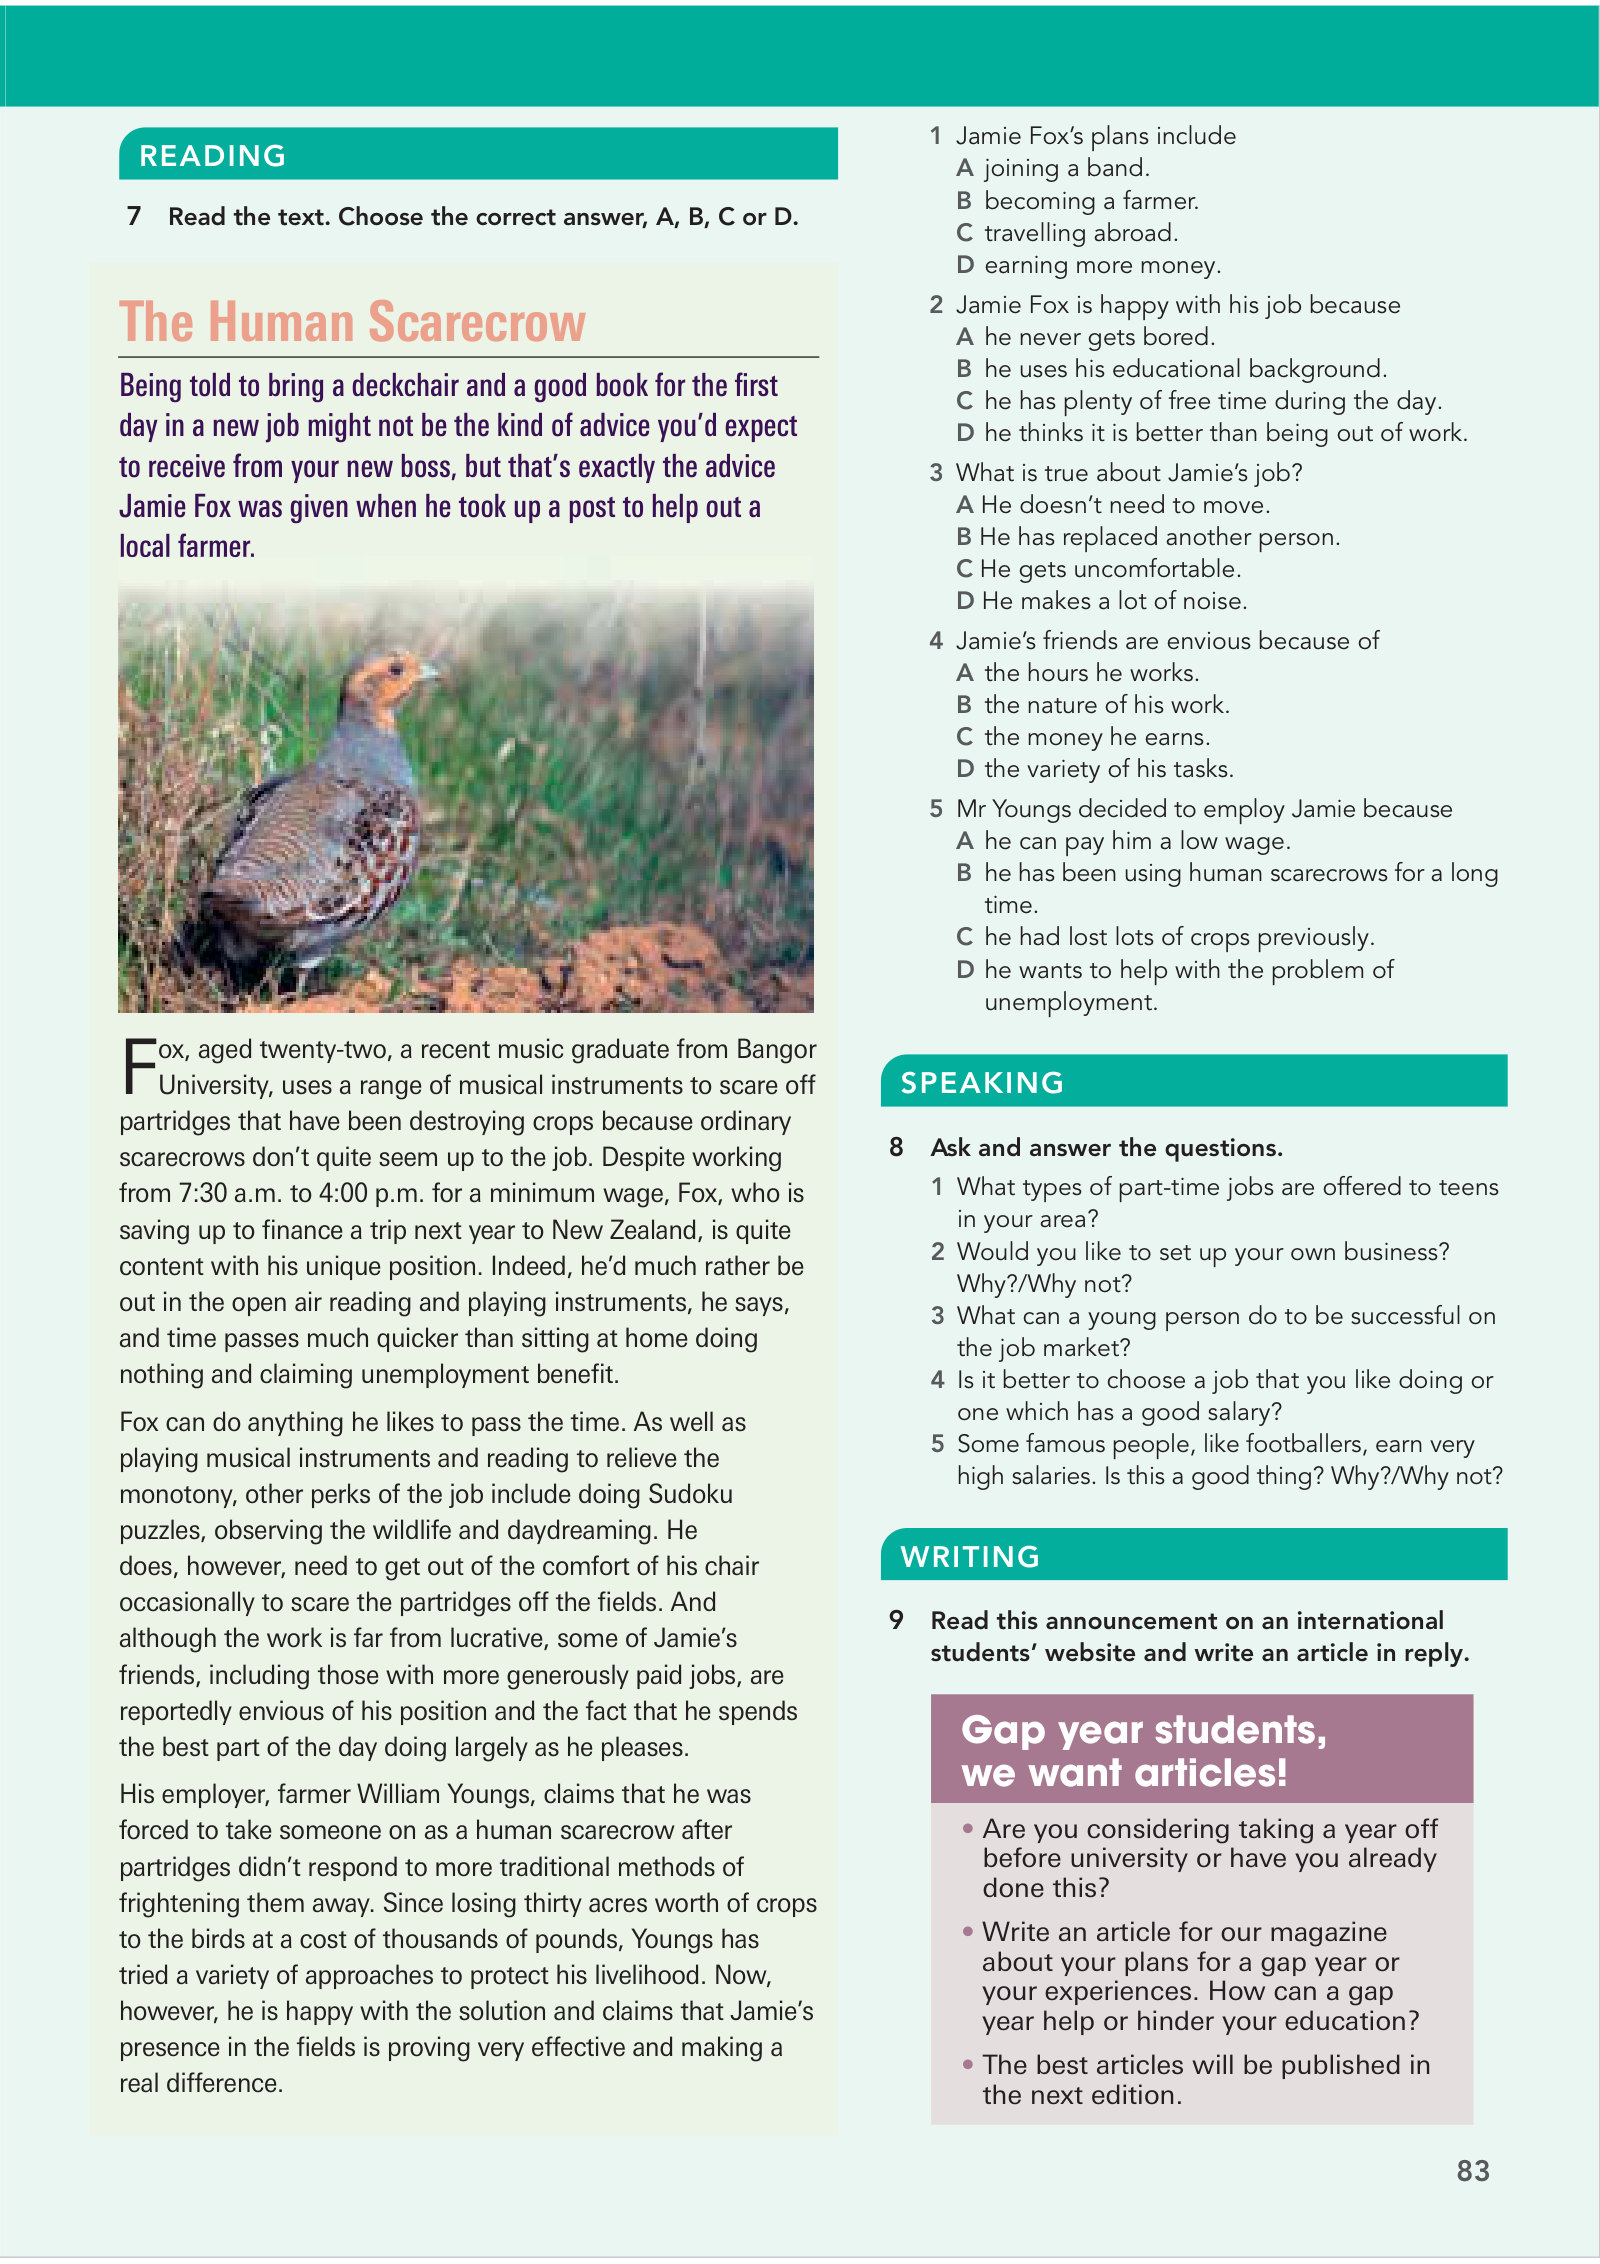 READING
7 Read the text. Choose the correct answer, A, B, C or D.
The Human Scarecrow
Being told to bring a deckchair and a good book for the first
day in a new job might not be the kind of advice you'd expect
to receive from your new boss, but that's exactly the advice
Jamie Fox was given when he took up a post to help out a
local farmer.
Fox, aged twenty-two, a recent music graduate from Bangor
University, uses a range of musical instruments to scare off
partridges that have been destroying crops because ordinary
scarecrows don't quite seem up to the job. Despite working
from 7:30 a.m. to 4:00 p.m. for a minimum wage, Fox, who is
saving up to finance a trip next year to New Zealand, is quite
content with his unique position. Indeed, he'd much rather be
out in the open air reading and playing instruments, he says,
and time passes much quicker than sitting at home doing
nothing and claiming unemployment benefit.
Fox can do anything he likes to pass the time. As well as
playing musical instruments and reading to relieve the
monotony, other perks of the job include doing Sudoku
puzzles, observing the wildlife and daydreaming. He
does, however, need to get out of the comfort of his chair
occasionally to scare the partridges off the fields. And
although the work is far from lucrative, some of Jamie's
friends, including those with more generously paid jobs, are
reportedly envious of his position and the fact that he spends
the best part of the day doing largely as he pleases.
His employer, farmer William Youngs, claims that he was
forced to take someone on as a human scarecrow after
partridges didn't respond to more traditional methods of
frightening them away. Since losing thirty acres worth of crops
to the birds at a cost of thousands of pounds, Youngs has
tried a variety of approaches to protect his livelihood. Now,
however, he is happy with the solution and claims that Jamie's
presence in the fields is proving very effective and making a
real difference.
1 Jamie Fox's plans include
A joining a band.
B becoming a farmer.
C travelling abroad.
D earning more money.
2 Jamie Fox is happy with his job because
A he never gets bored.
B he uses his educational background.
C he has plenty of free time during the day.
D he thinks it is better than being out of work.
3 What is true about Jamie's job?
A He doesn't need to move.
B He has replaced another person.
C He gets uncomfortable.
D He makes a lot of noise.
4 Jamie's friends are envious because of
A the hours he works.
B the nature of his work.
C the money he earns.
D the variety of his tasks.
5 Mr Youngs decided to employ Jamie because
A he can pay him a low wage.
B he has been using human scarecrows for a long
time.
C he had lost lots of crops previously.
D he wants to help with the problem of
unemployment.
SPEAKING
8 Ask and answer the questions.
1 What types of part-time jobs are offered to teens
in your area?
2 Would you like to set up your own business?
Why?/Why not?
3 What can a young person do to be successful on
the job market?
4 Is it better to choose a job that you like doing or
one which has a good salary?
5 Some famous people, like footballers, earn very
high salaries. Is this a good thing? Why?/Why not?
WRITING
9 Read this announcement on an international
students' website and write an article in reply.
Gap year students,
we want articles!
• Are you considering taking a year off
before university or have you already
done this?
• Write an article for our magazine
about your plans for a gap year or
your experiences. How can a gap
year help or hinder your education?
• The best articles will be published in
the next edition.
83